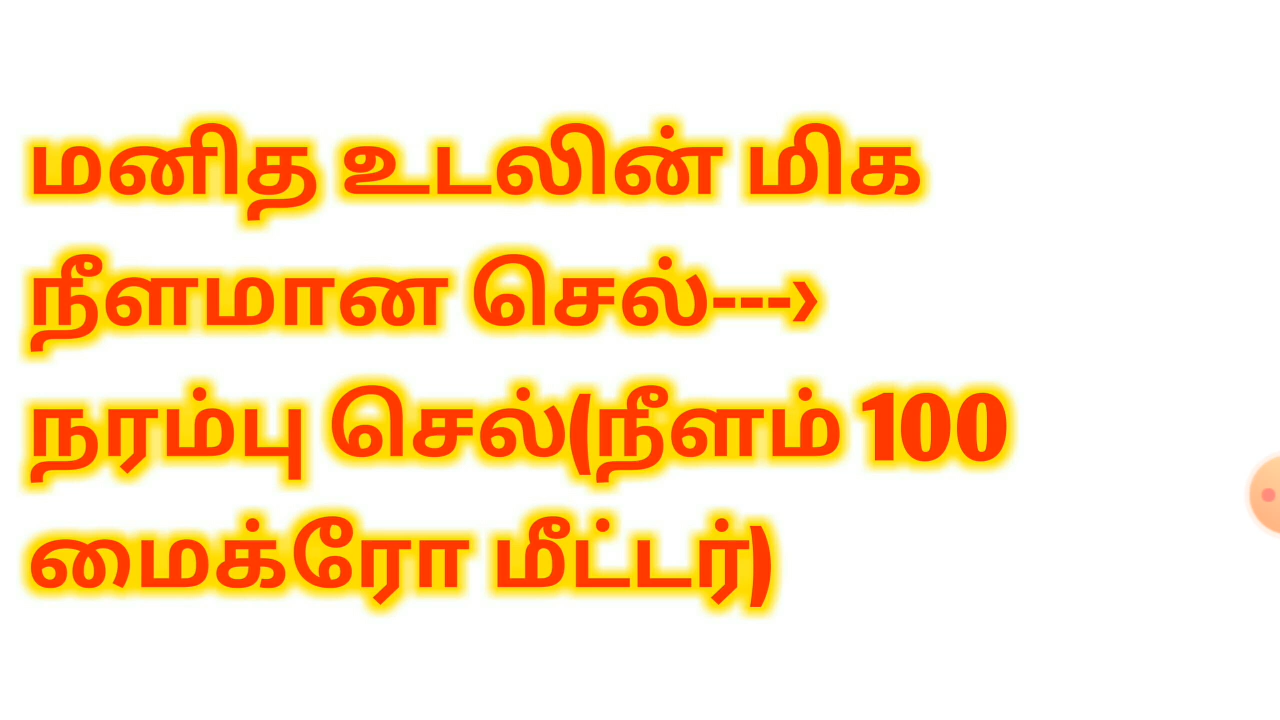 மனித உடலின் மிக
நீளமான செல்---›
நரம்பு செல்(நீளம் 100
மைக்ரோ மீட்டர்)